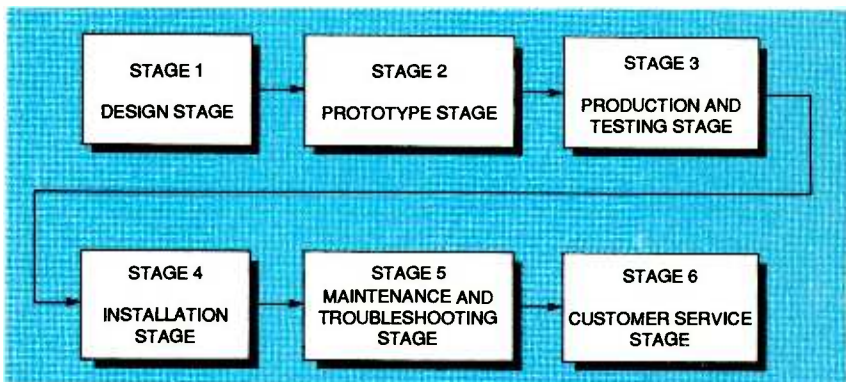 STAGE 1
DESIGN STAGE
STAGE 2
PROTOTYPE STAGE
STAGE 3
PRODUCTION AND
TESTING STAGE
STAGE 4
INSTALLATION
STAGE
STAGE 5
MAINTENANCE AND
TROUBLESHOOTING
STAGE
STAGE 6
CUSTOMER SERVICE
STAGE